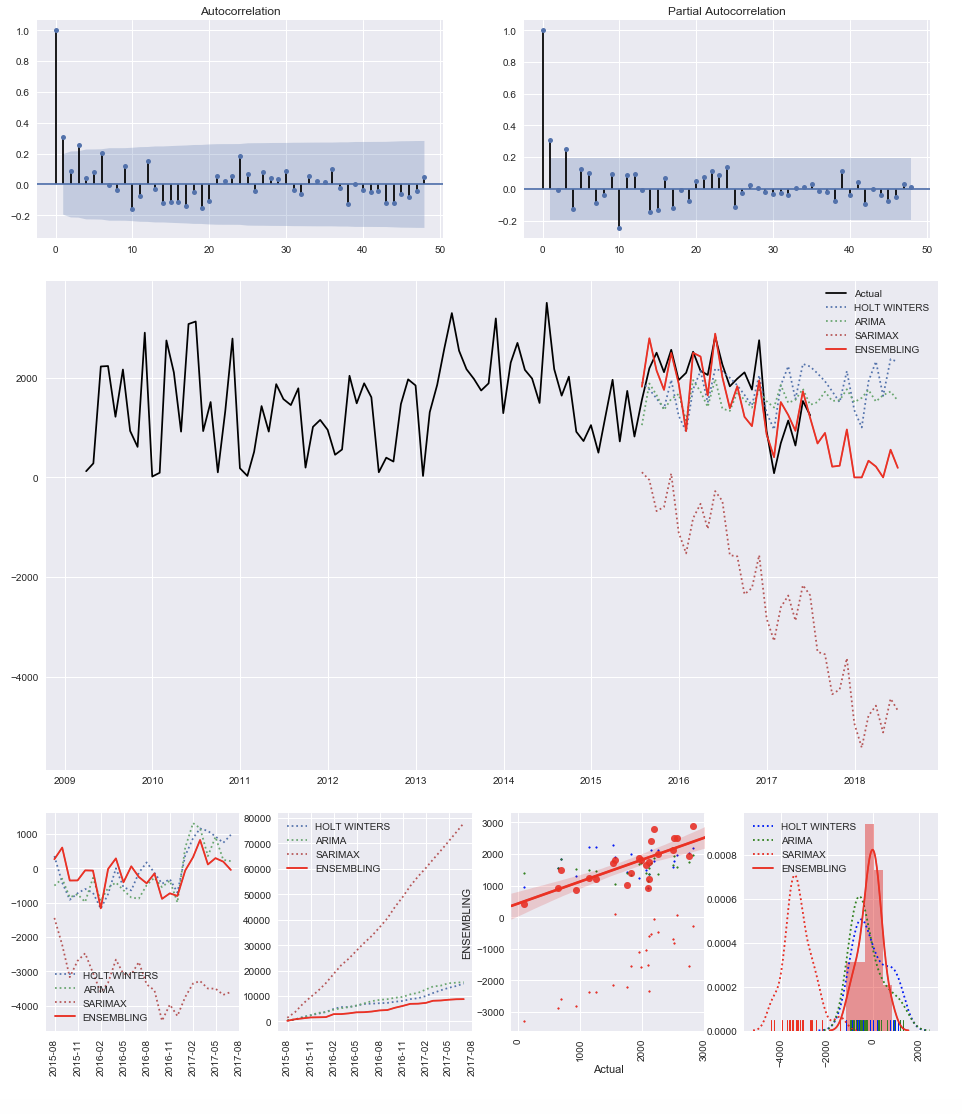 Autocorrelation
1.0
0.8
0.6
0.4
0.2
0.0
−0.2
0 10 20 30 40 50
Partial Autocorrelation
1.0
0.8
0.6
0.4
0.2
0.0
−0.2
0 10 20 30 40 50
Actual
HOLT WINTERS
ARIMA
SARIMAX
ENSEMBLING
2000
0
−2000
−4000
2009 2010 2011 2012 2013 2014 2015 2016 2017 2018
1000
0
−1000
−2000
−3000
−4000
HOLT WINTERS
ARIMA
SARIMAX
ENSEMBLING
2015-08
2015-11
2016-02
2016-05
2016-08
2016-11
2017-02
2017-05
2017-08
80000
70000
60000
50000
40000
30000
20000
10000
0
HOLT WINTERS
ARIMA
SARIMAX
ENSEMBLING
2015-08
2015-11
2016-02
2016-05
2016-08
2016-11
2017-02
2017-05
2017-08
ENSEMBLING
3000
2000
1000
0
−1000
−2000
−3000
0
1000
2000
3000
Actual
HOLT WINTERS
ARIMA
SARIMAX
ENSEMBLING
0.0008
0.0006
0.0004
0.0002
0.0000
−4000
−2000
0
2000